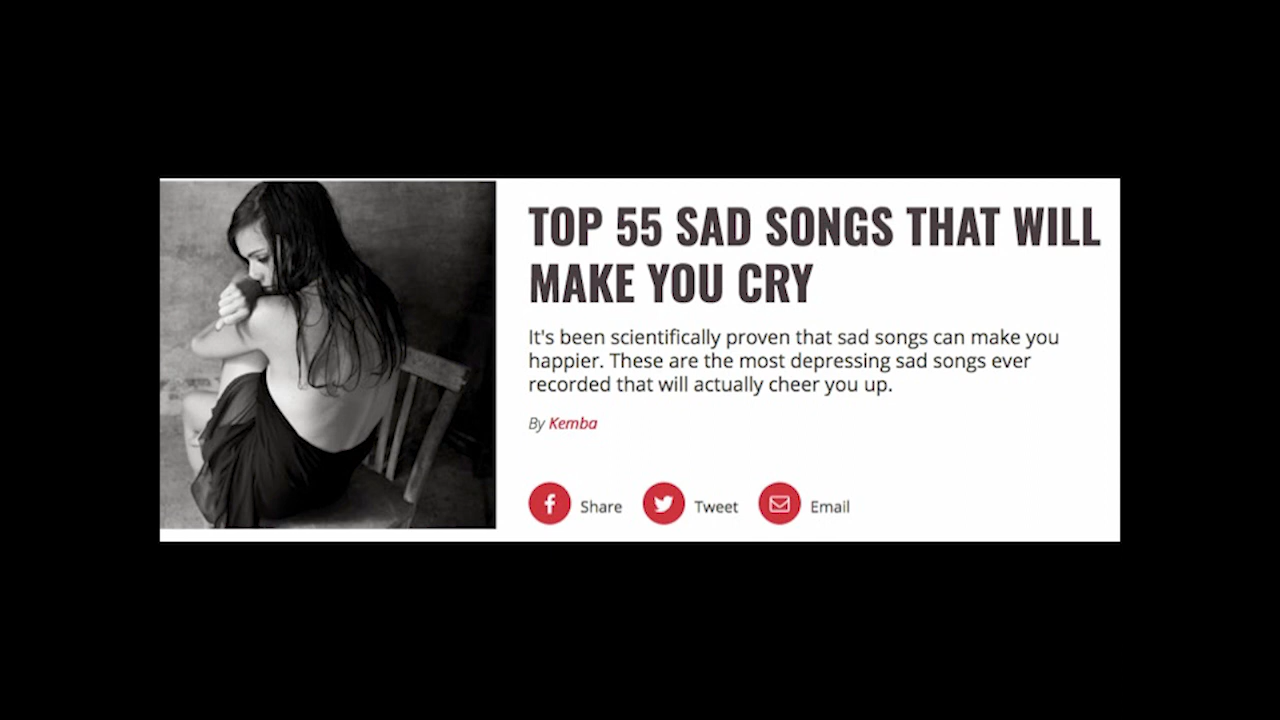 TOP 55 SAD SONGS THAT WILL
MAKE YOU CRY
It's been scientifically proven that sad songs can make you
happier. These are the most depressing sad songs ever
recorded that will actually cheer you up.
By Kemba
Share Tweet Email